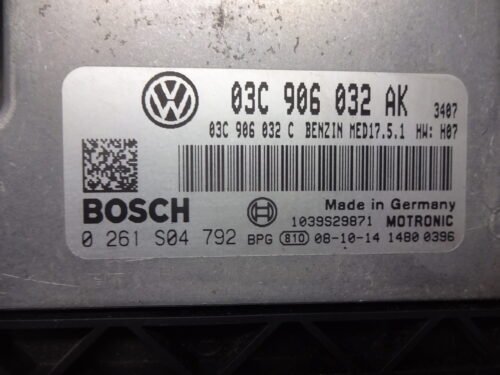 03C 906 032 AK 3407
03C 906 032 C BENZIN MED17.5.1 HW: H07
BOSCH
Made in Germany
1039S29871 MOTRONIC
0 261 S04 792 BPG 810 08-10-14 1480 0396